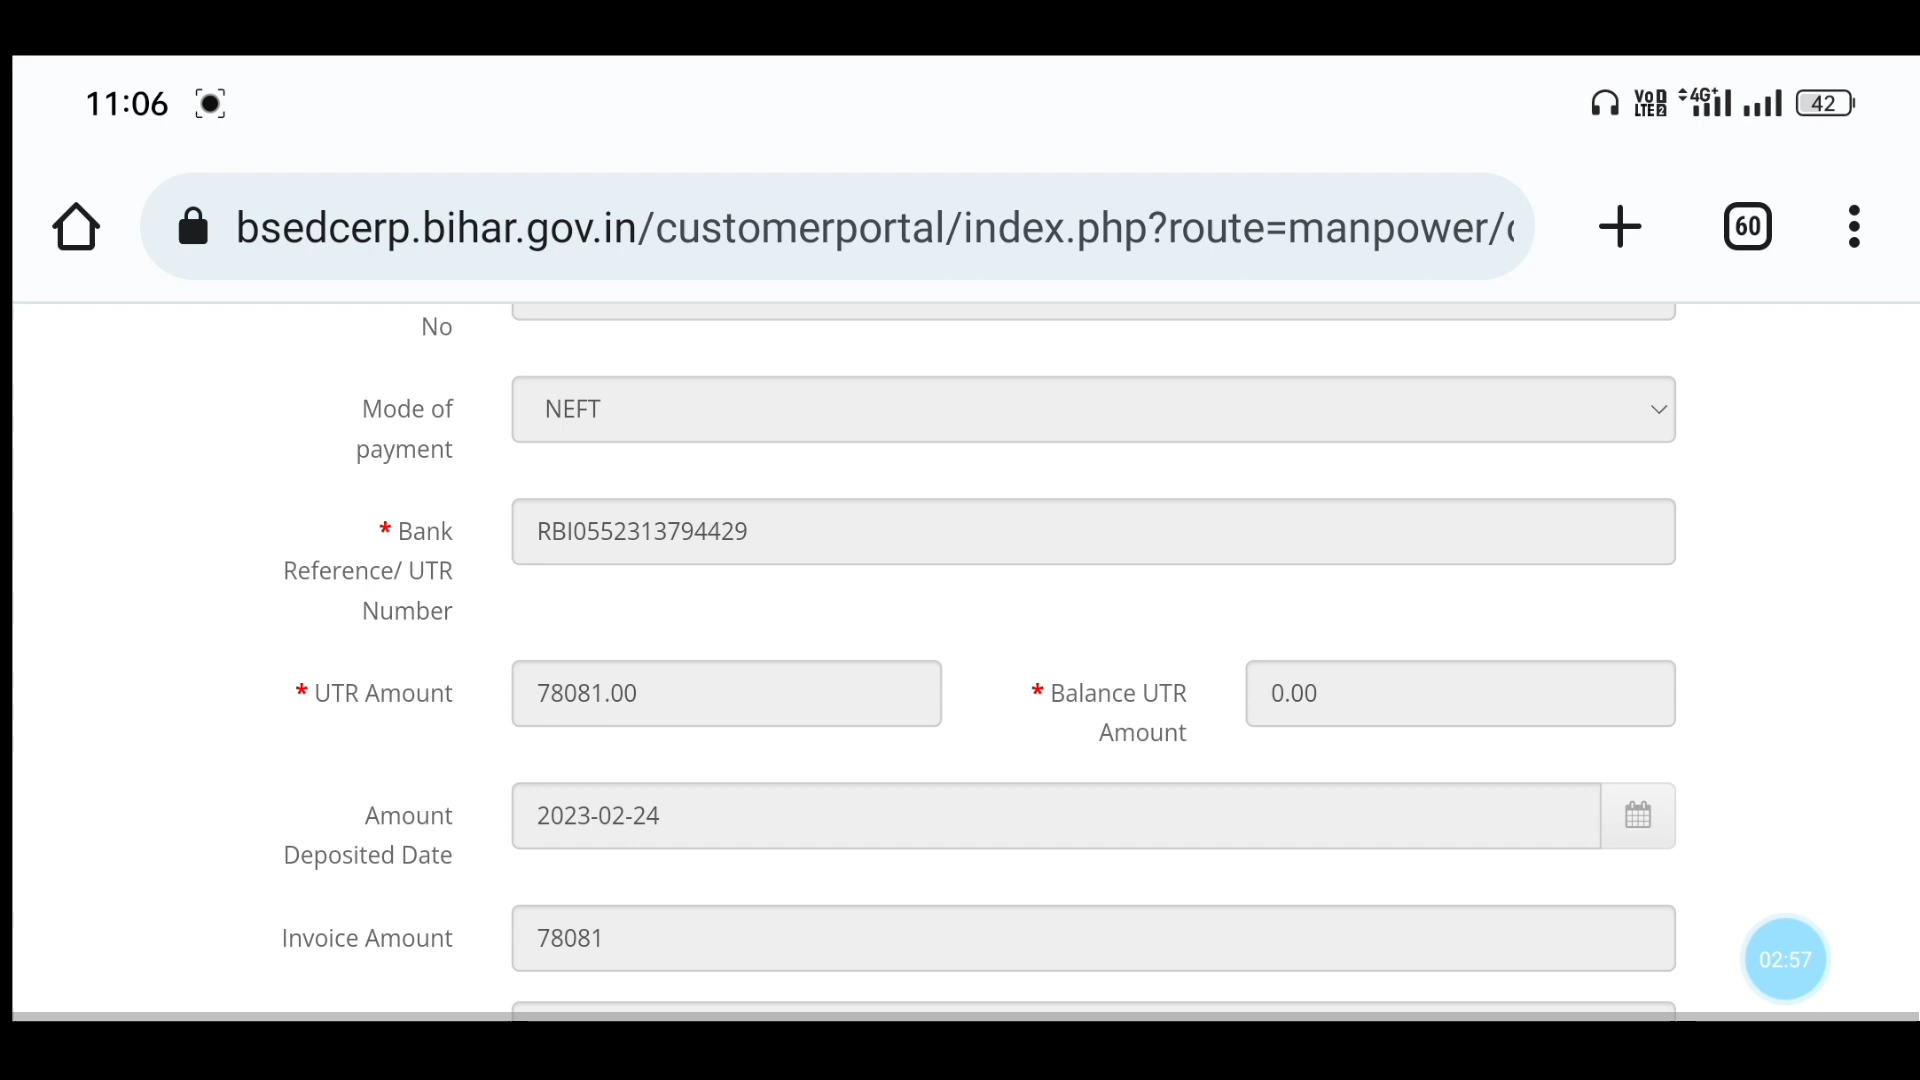 11:06 VoD LTE2 4G+ 42
bsedcerp.bihar.gov.in/customerportal/index.php?route=manpower/
60
No
Mode of
payment
NEFT
* Bank
Reference/ UTR
Number
RBI0552313794429
* UTR Amount
78081.00
* Balance UTR
Amount
0.00
Amount
Deposited Date
2023-02-24
Invoice Amount
78081
02:57